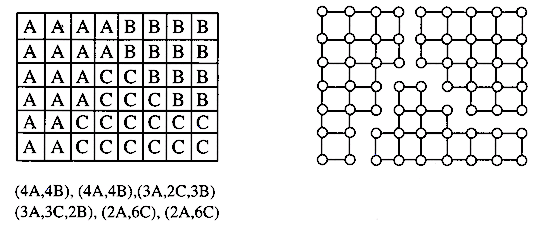 A A A A B B B B
A A A A B B B B
A A A C C B B B
A A A C C C B B
A A C C C C C C
A A C C C C C C
(4A,4B), (4A,4B),(3A,2C,3B)
(3A,3C,2B), (2A,6C), (2A,6C)